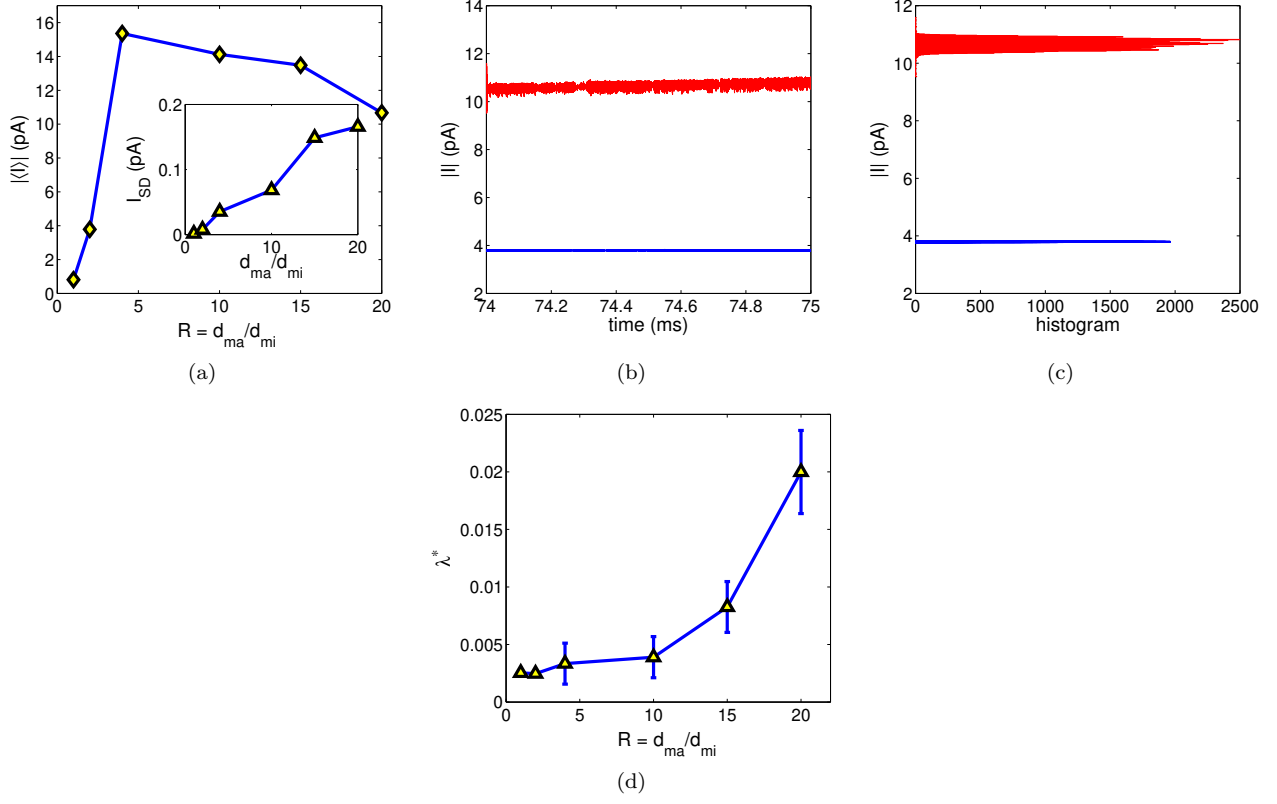 16
14
12
10
8
6
4
2
0
|⟨I⟩| (pA)
0 5 10 15 20
R = d_ma/d_mi
0.2
0.1
0
I_SD (pA)
0 10 20
d_ma/d_mi
(a)
14
12
10
8
6
4
2
|I| (pA)
74 74.2 74.4 74.6 74.8 75
time (ms)
(b)
12
10
8
6
4
2
|I| (pA)
0 500 1000 1500 2000 2500
histogram
(c)
0.025
0.02
0.015
0.01
0.005
0
λ*
0 5 10 15 20
R = d_ma/d_mi
(d)